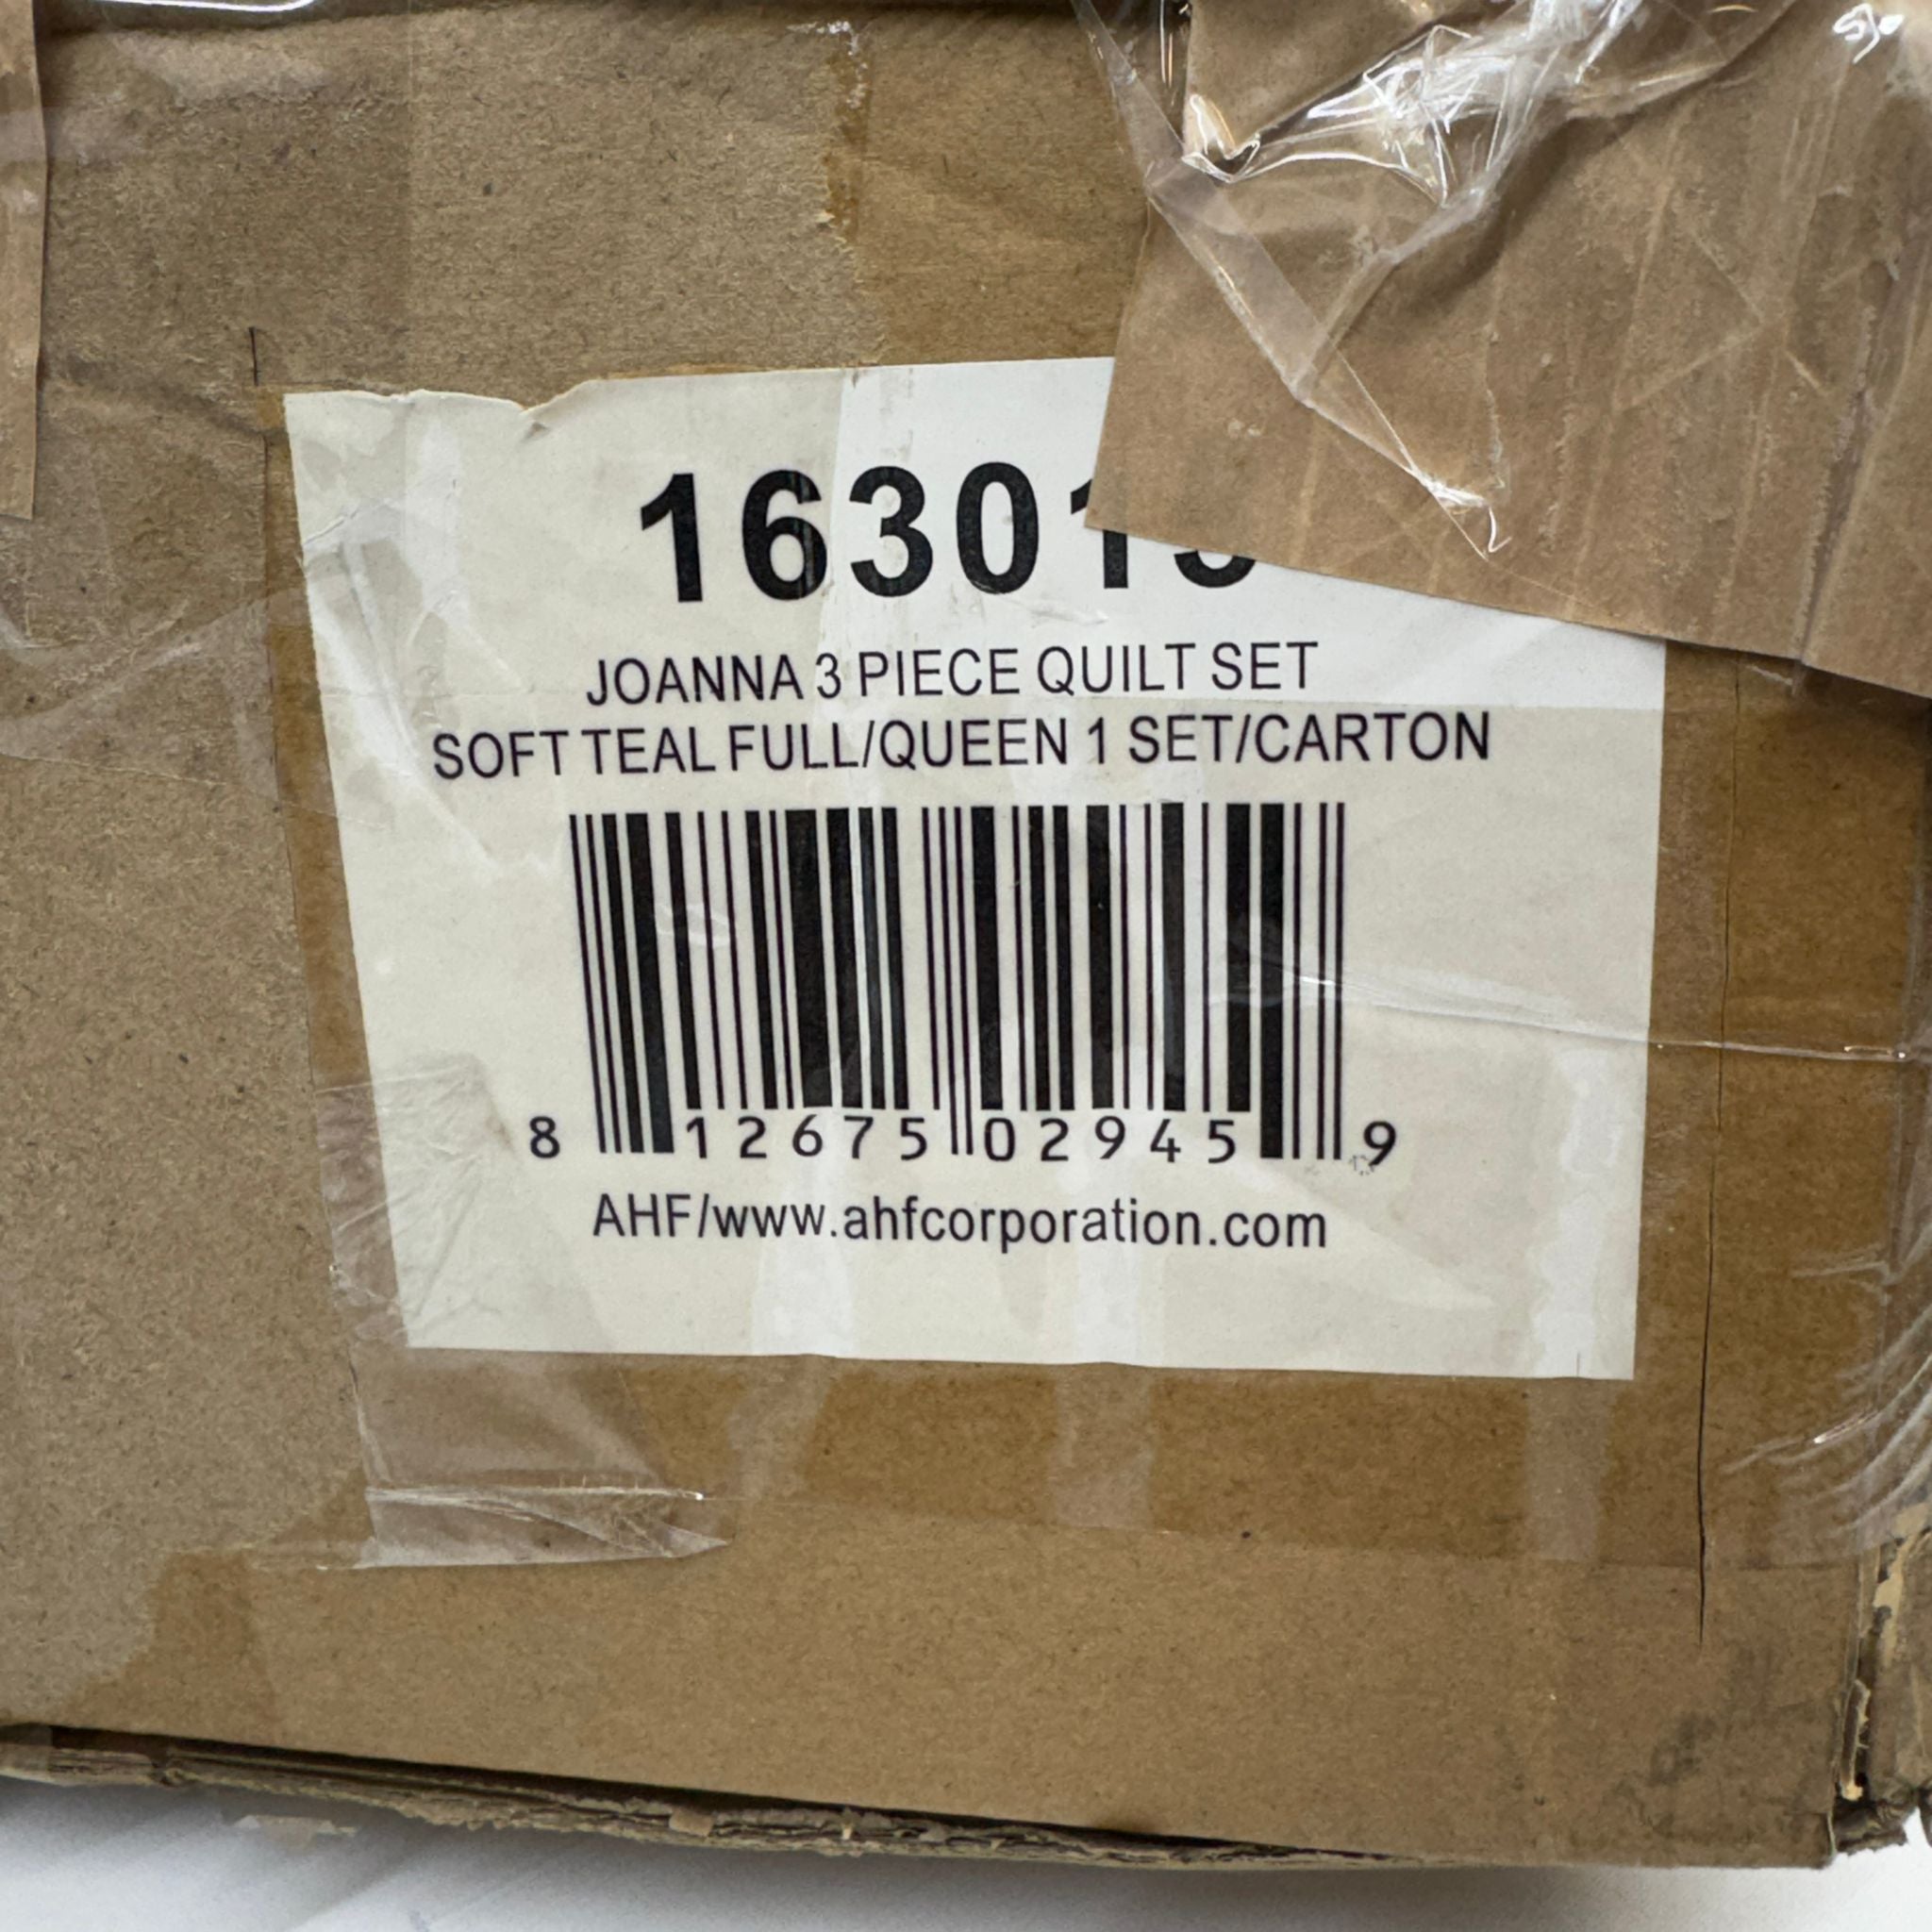 JOANNA 3 PIECE QUILT SET
SOFT TEAL FULL/QUEEN 1 SET/CARTON
8 12675 02945 9
AHF/www.ahfcorporation.com